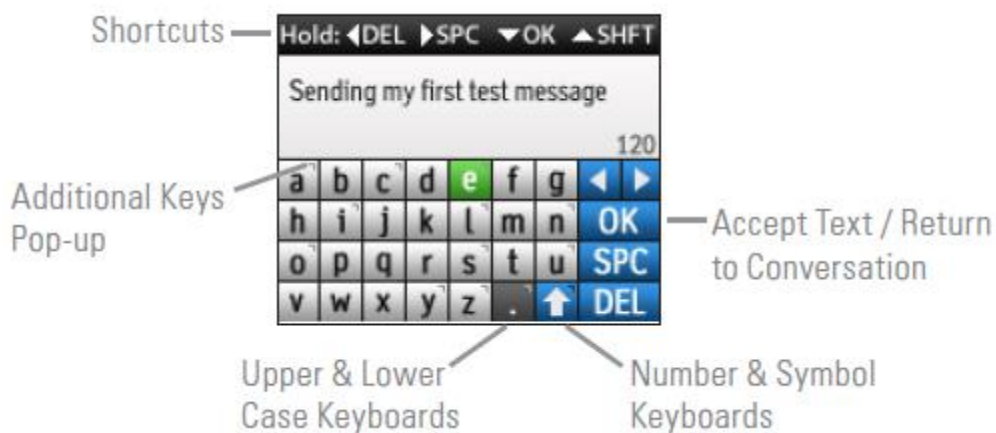 Shortcuts
Hold: ◀DEL ▶SPC ▼OK ▲SHFT
Sending my first test message
120
Additional Keys
Pop-up
a b c d e f g ◀ ▶
h i j k l m n OK
o p q r s t u SPC
v w x y z . ⬆ DEL
Accept Text / Return
to Conversation
Upper & Lower
Case Keyboards
Number & Symbol
Keyboards